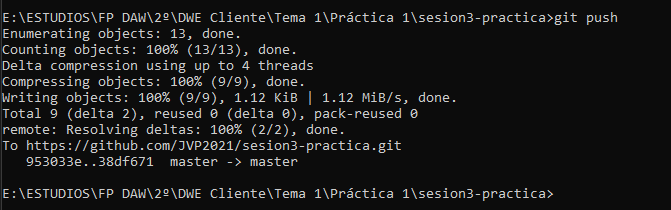 E:\ESTUDIOS\FP DAW\2º\DWE Cliente\Tema 1\Práctica 1\sesion3-practica>git push
Enumerating objects: 13, done.
Counting objects: 100% (13/13), done.
Delta compression using up to 4 threads
Compressing objects: 100% (9/9), done.
Writing objects: 100% (9/9), 1.12 KiB | 1.12 MiB/s, done.
Total 9 (delta 2), reused 0 (delta 0), pack-reused 0
remote: Resolving deltas: 100% (2/2), done.
To https://github.com/JVP2021/sesion3-practica.git
   953033e..38df671  master -> master
E:\ESTUDIOS\FP DAW\2º\DWE Cliente\Tema 1\Práctica 1\sesion3-practica>